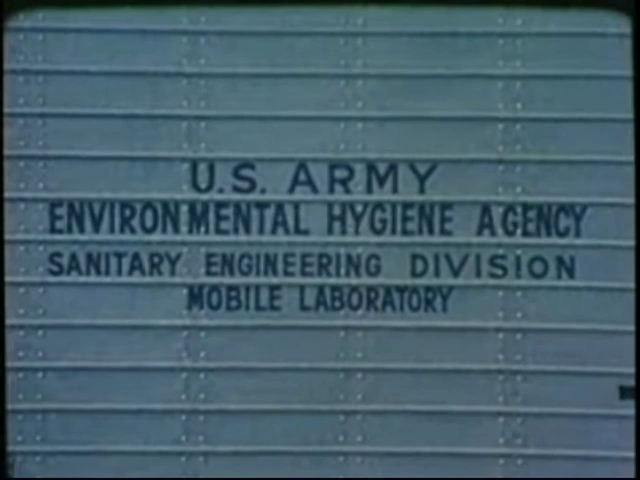 U.S. ARMY
ENVIRONMENTAL HYGIENE AGENCY
SANITARY ENGINEERING DIVISION
MOBILE LABORATORY